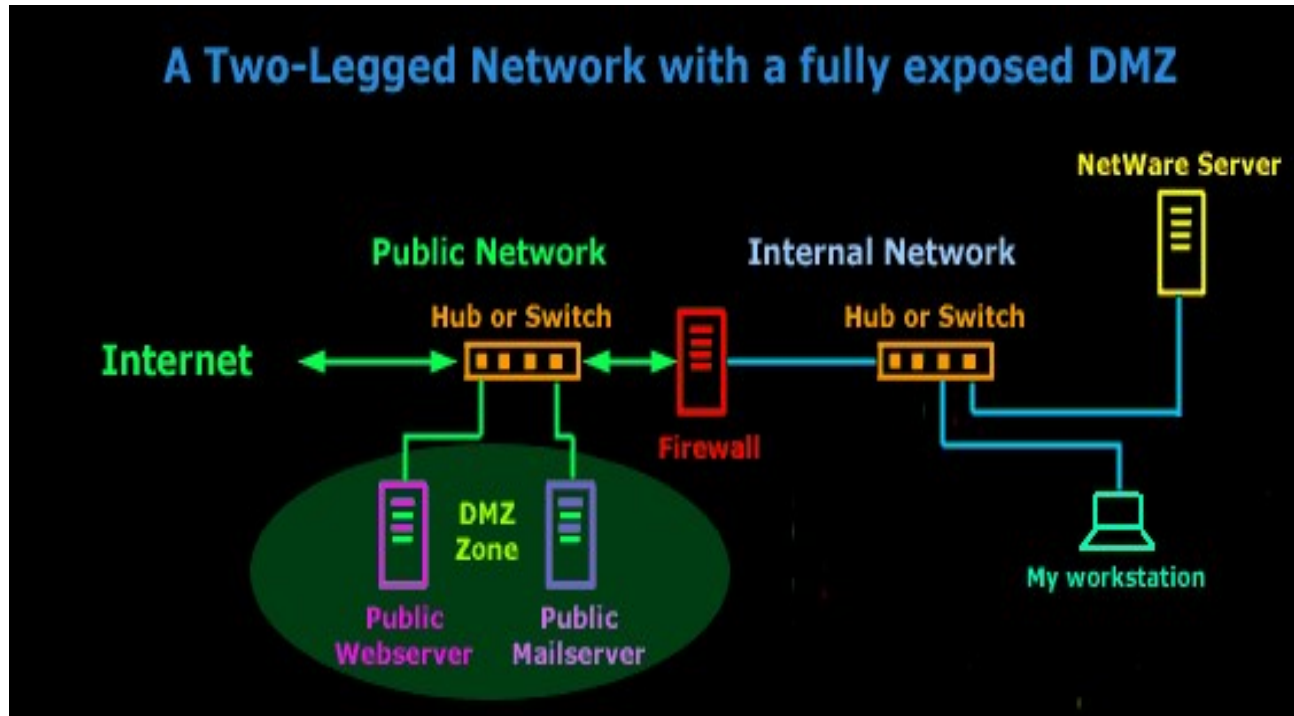 A Two-Legged Network with a fully exposed DMZ
NetWare Server
Public Network
Internal Network
Hub or Switch
Hub or Switch
Internet
Firewall
DMZ
Zone
My workstation
Public
Webserver
Public
Mailserver